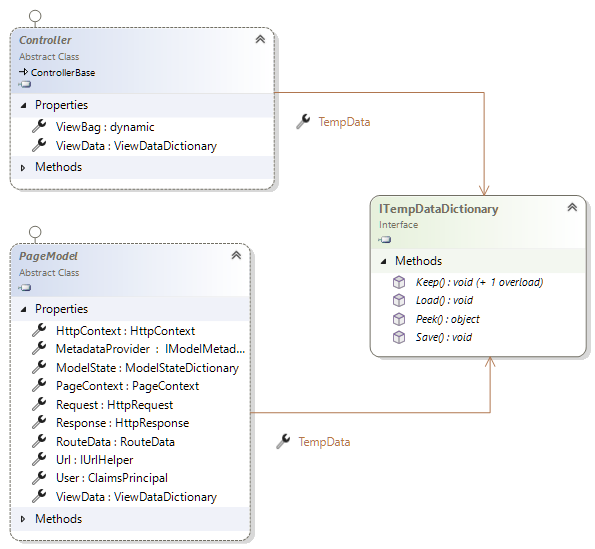 Controller
Abstract Class
ControllerBase
Properties
ViewBag : dynamic
ViewData : ViewDataDictionary
Methods
TempData
ITempDataDictionary
Interface
Methods
Keep() : void (+ 1 overload)
Load() : void
Peek() : object
Save() : void
PageModel
Abstract Class
Properties
HttpContext : HttpContext
MetadataProvider : IModelMetad...
ModelState : ModelStateDictionary
PageContext : PageContext
Request : HttpRequest
Response : HttpResponse
RouteData : RouteData
Url : IUrlHelper
User : ClaimsPrincipal
ViewData : ViewDataDictionary
Methods
TempData